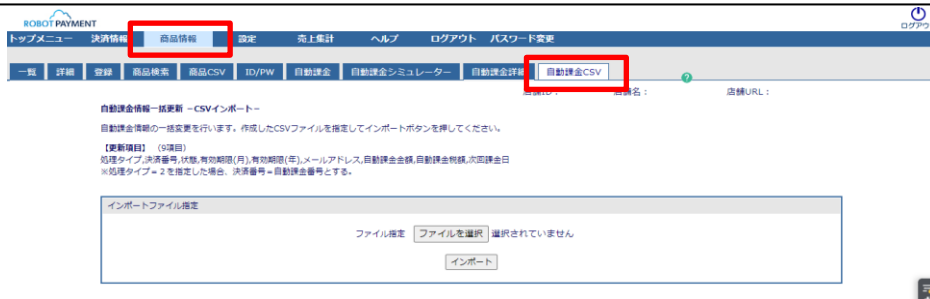 ROBOT PAYMENT
ログアウ
トップメニュー 決済情報 商品情報 設定 売上集計 ヘルプ ログアウト パスワード変更
一覧 詳細 登録 商品検索 商品CSV ID/PW 自動課金 自動課金シミュレーター 自動課金詳細 自動課金CSV ?
店舗ID： 店舗名： 店舗URL：
自動課金情報一括更新 －CSVインポート－
自動課金情報の一括変更を行います。作成したCSVファイルを指定してインポートボタンを押してください。
【更新項目】（9項目）
処理タイプ,決済番号,状態,有効期限(月),有効期限(年),メールアドレス,自動課金金額,自動課金税額,次回課金日
※処理タイプ＝２を指定した場合、決済番号＝自動課金番号とする。
インポートファイル指定
ファイル指定 ファイルを選択 選択されていません
インポート